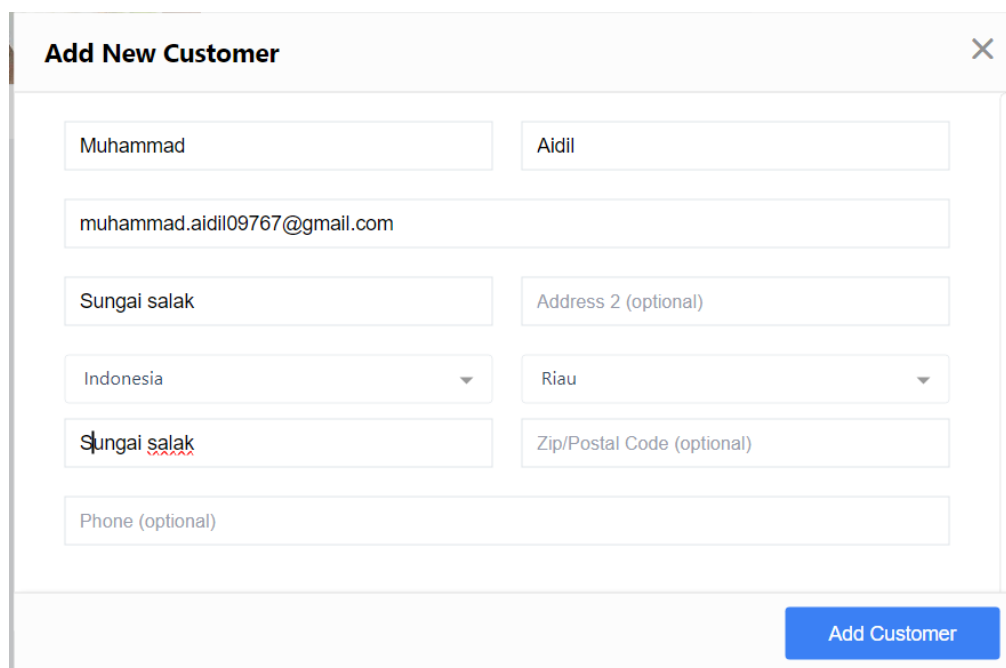 Add New Customer
Muhammad Aidil
muhammad.aidil09767@gmail.com
Sungai salak Address 2 (optional)
Indonesia Riau
Sungai salak Zip/Postal Code (optional)
Phone (optional)
Add Customer